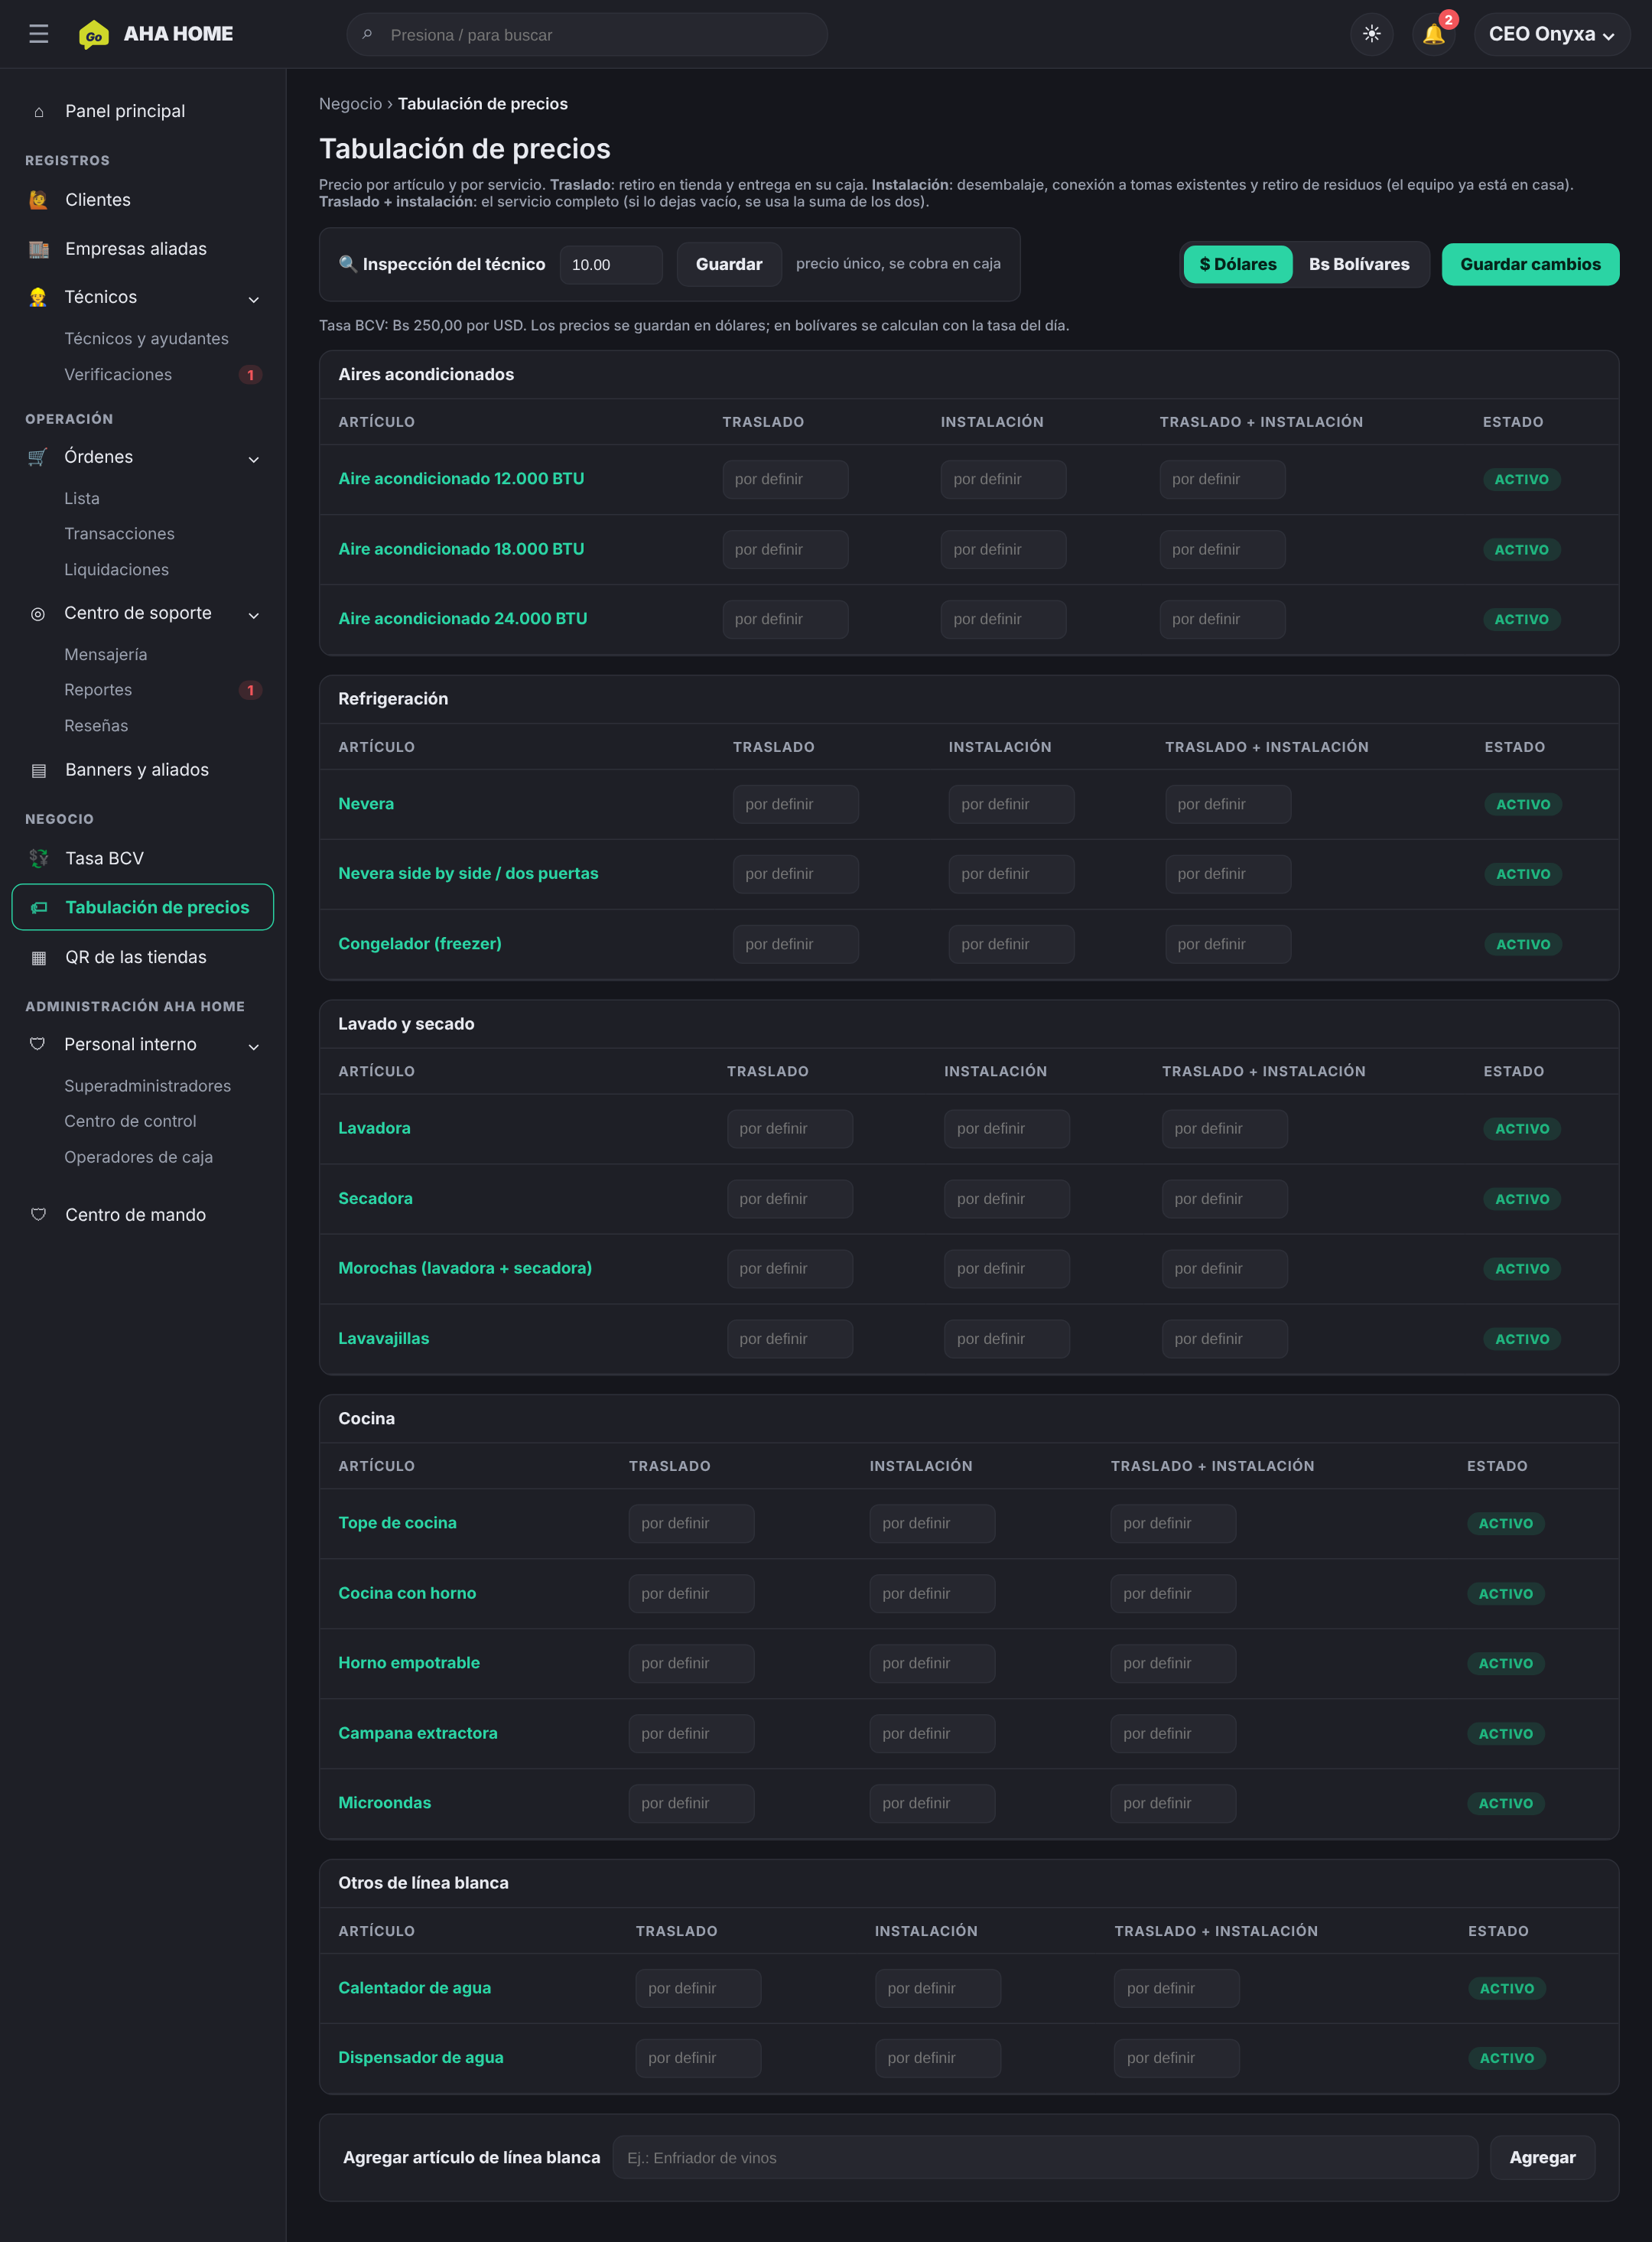 Go AHA HOME
Presiona / para buscar
2
CEO Onyxa
Panel principal
REGISTROS
Clientes
Empresas aliadas
Técnicos
Técnicos y ayudantes
Verificaciones 1
OPERACIÓN
Órdenes
Lista
Transacciones
Liquidaciones
Centro de soporte
Mensajería
Reportes 1
Reseñas
Banners y aliados
NEGOCIO
Tasa BCV
Tabulación de precios
QR de las tiendas
ADMINISTRACIÓN AHA HOME
Personal interno
Superadministradores
Centro de control
Operadores de caja
Centro de mando
Negocio › Tabulación de precios
Tabulación de precios
Precio por artículo y por servicio. Traslado: retiro en tienda y entrega en su caja. Instalación: desembalaje, conexión a tomas existentes y retiro de residuos (el equipo ya está en casa).
Traslado + instalación: el servicio completo (si lo dejas vacío, se usa la suma de los dos).
Inspección del técnico 10.00 Guardar precio único, se cobra en caja
$ Dólares Bs Bolívares Guardar cambios
Tasa BCV: Bs 250,00 por USD. Los precios se guardan en dólares; en bolívares se calculan con la tasa del día.
Aires acondicionados
ARTÍCULO TRASLADO INSTALACIÓN TRASLADO + INSTALACIÓN ESTADO
Aire acondicionado 12.000 BTU por definir por definir por definir ACTIVO
Aire acondicionado 18.000 BTU por definir por definir por definir ACTIVO
Aire acondicionado 24.000 BTU por definir por definir por definir ACTIVO
Refrigeración
ARTÍCULO TRASLADO INSTALACIÓN TRASLADO + INSTALACIÓN ESTADO
Nevera por definir por definir por definir ACTIVO
Nevera side by side / dos puertas por definir por definir por definir ACTIVO
Congelador (freezer) por definir por definir por definir ACTIVO
Lavado y secado
ARTÍCULO TRASLADO INSTALACIÓN TRASLADO + INSTALACIÓN ESTADO
Lavadora por definir por definir por definir ACTIVO
Secadora por definir por definir por definir ACTIVO
Morochas (lavadora + secadora) por definir por definir por definir ACTIVO
Lavavajillas por definir por definir por definir ACTIVO
Cocina
ARTÍCULO TRASLADO INSTALACIÓN TRASLADO + INSTALACIÓN ESTADO
Tope de cocina por definir por definir por definir ACTIVO
Cocina con horno por definir por definir por definir ACTIVO
Horno empotrable por definir por definir por definir ACTIVO
Campana extractora por definir por definir por definir ACTIVO
Microondas por definir por definir por definir ACTIVO
Otros de línea blanca
ARTÍCULO TRASLADO INSTALACIÓN TRASLADO + INSTALACIÓN ESTADO
Calentador de agua por definir por definir por definir ACTIVO
Dispensador de agua por definir por definir por definir ACTIVO
Agregar artículo de línea blanca Ej.: Enfriador de vinos Agregar